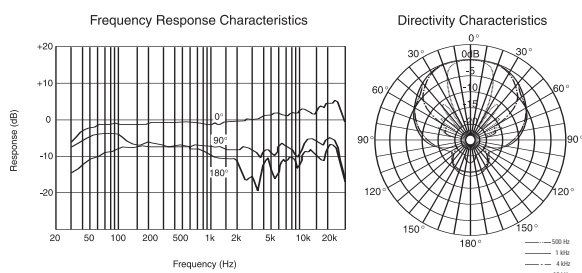 Frequency Response Characteristics
Directivity Characteristics
+20
+10
0
-10
-20
Response (dB)
0°
90°
180°
20 50 100 200 500 1k 2k 5k 10k 20k
Frequency (Hz)
0°
30° 30°
60° 60°
90° 90°
120° 120°
150° 150°
180°
0dB
-5
-10
-15
500 Hz
1 kHz
4 kHz